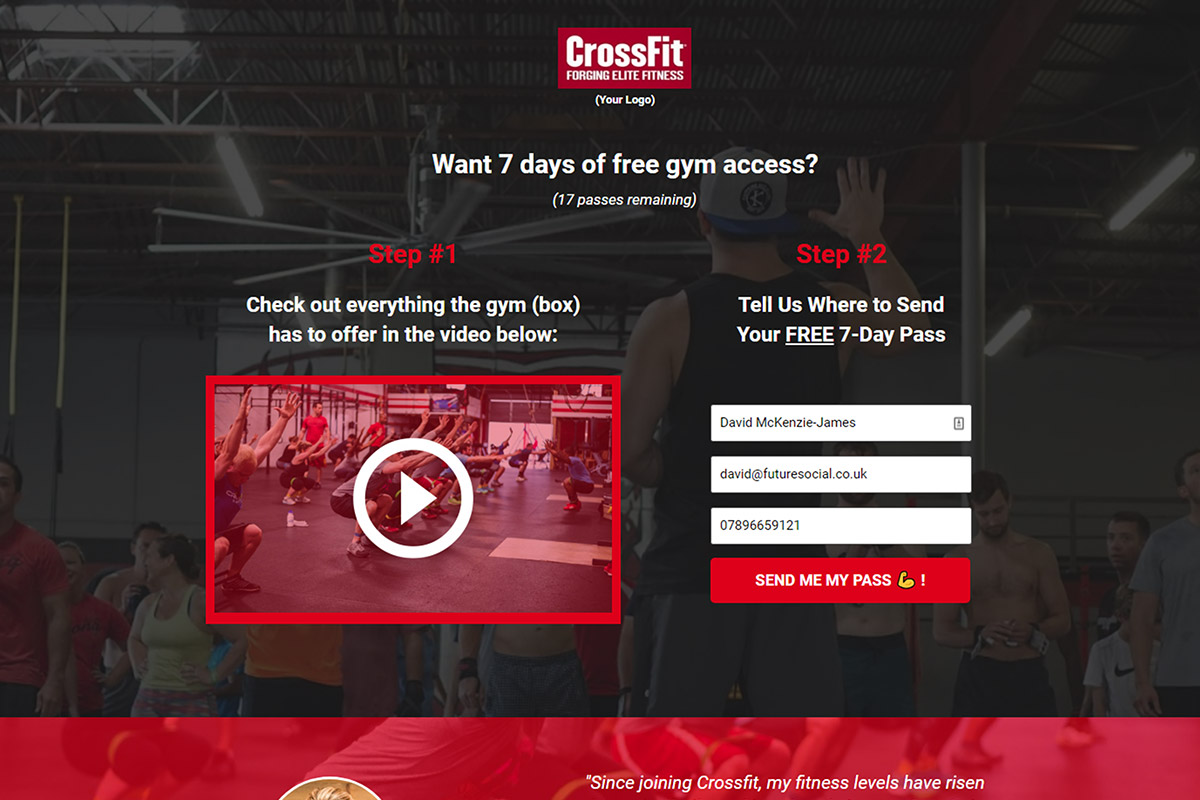 CrossFit
FORGING ELITE FITNESS
(Your Logo)
Want 7 days of free gym access?
(17 passes remaining)
Step #1
Check out everything the gym (box)
has to offer in the video below:
Step #2
Tell Us Where to Send
Your FREE 7-Day Pass
David McKenzie-James
david@futuresocial.co.uk
07896659121
SEND ME MY PASS 💪 !
"Since joining Crossfit, my fitness levels have risen